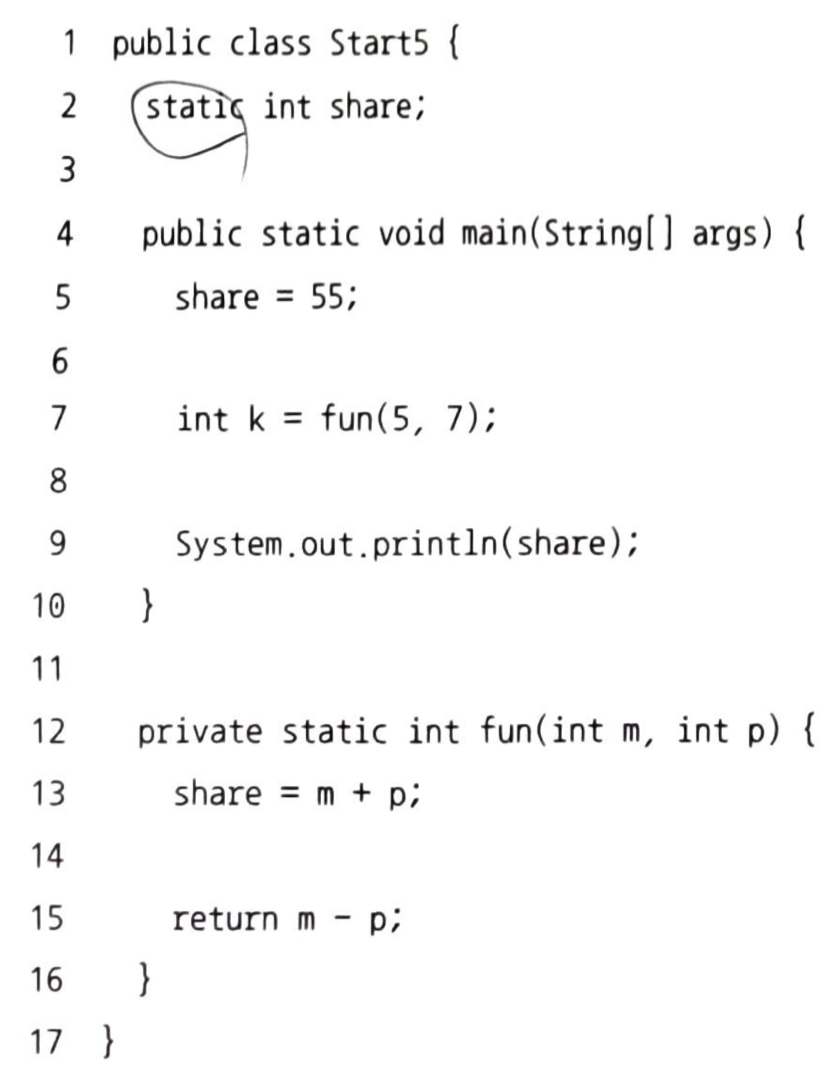 1 public class Start5 {
2 static int share;
3
4 public static void main(String[] args) {
5 share = 55;
6
7 int k = fun(5, 7);
8
9 System.out.println(share);
10 }
11
12 private static int fun(int m, int p) {
13 share = m + p;
14
15 return m - p;
16 }
17 }